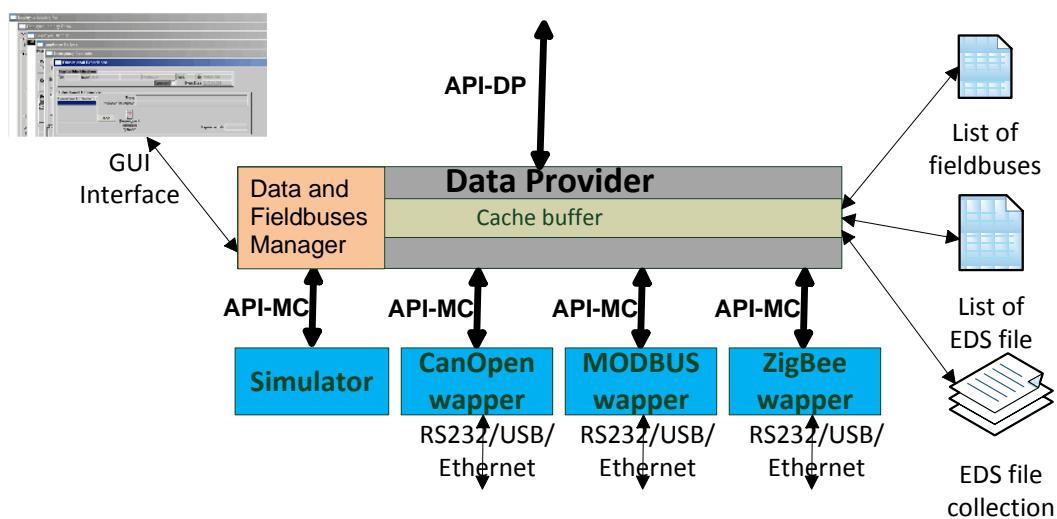 API-DP
List of
fieldbuses
GUI
Interface
Data and
Fieldbuses
Manager
Data Provider
Cache buffer
API-MC
API-MC
API-MC
API-MC
List of
EDS file
Simulator
CanOpen
wapper
MODBUS
wapper
ZigBee
wapper
RS232/USB/
Ethernet
RS232/USB/
Ethernet
RS232/USB/
Ethernet
EDS file
collection